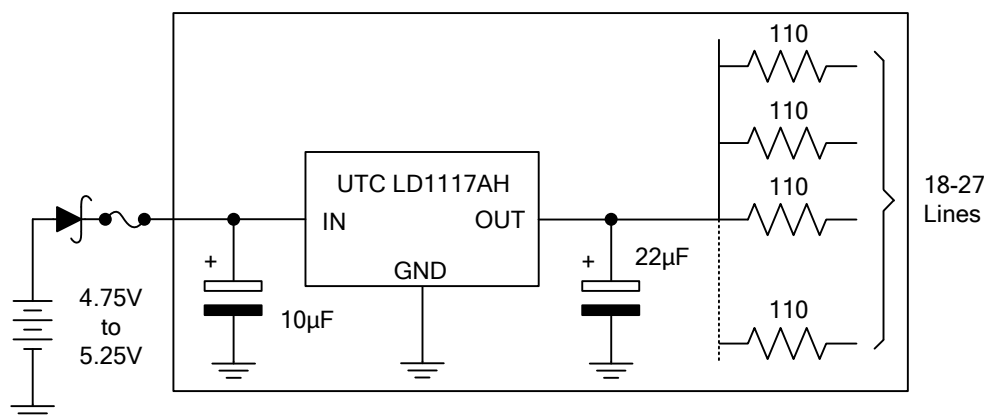 110
110
UTC LD1117AH
110
18-27
Lines
IN
OUT
+
+
22µF
GND
4.75V
to
5.25V
10µF
110